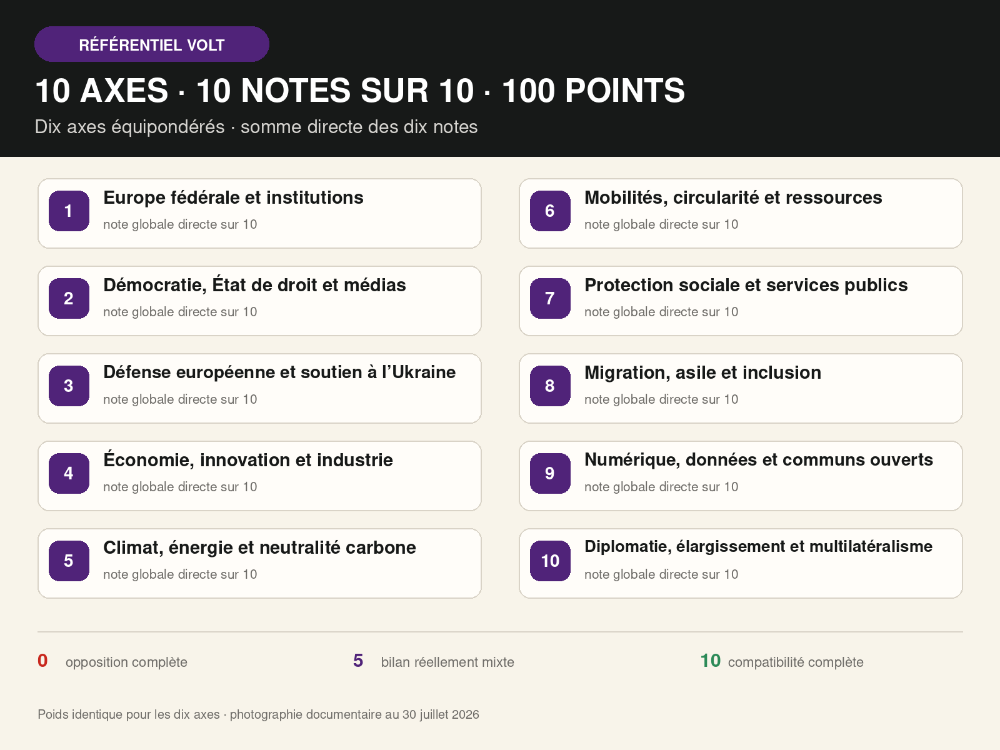 RÉFÉRENTIEL VOLT
10 AXES · 10 NOTES SUR 10 · 100 POINTS
Dix axes équipondérés · somme directe des dix notes
1 Europe fédérale et institutions
note globale directe sur 10
2 Démocratie, État de droit et médias
note globale directe sur 10
3 Défense européenne et soutien à l’Ukraine
note globale directe sur 10
4 Économie, innovation et industrie
note globale directe sur 10
5 Climat, énergie et neutralité carbone
note globale directe sur 10
6 Mobilités, circularité et ressources
note globale directe sur 10
7 Protection sociale et services publics
note globale directe sur 10
8 Migration, asile et inclusion
note globale directe sur 10
9 Numérique, données et communs ouverts
note globale directe sur 10
10 Diplomatie, élargissement et multilatéralisme
note globale directe sur 10
0 opposition complète
5 bilan réellement mixte
10 compatibilité complète
Poids identique pour les dix axes · photographie documentaire au 30 juillet 2026